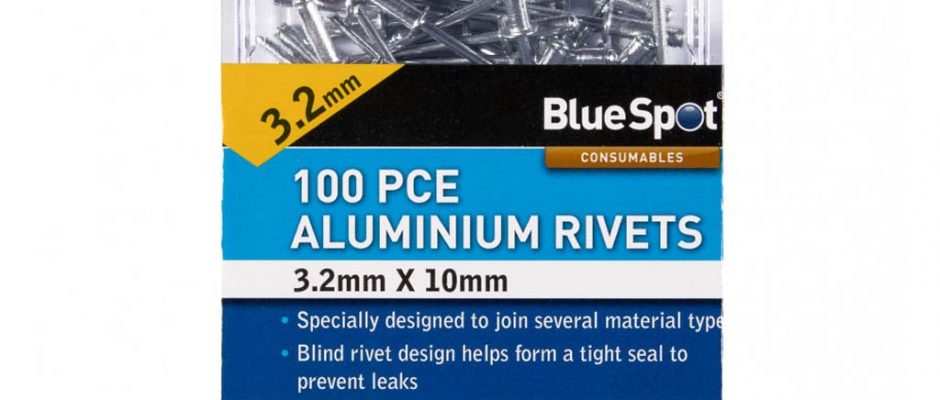 3.2mm
BlueSpot®
CONSUMABLES
100 PCE
ALUMINIUM RIVETS
3.2mm X 10mm
• Specially designed to join several material type
• Blind rivet design helps form a tight seal to
prevent leaks